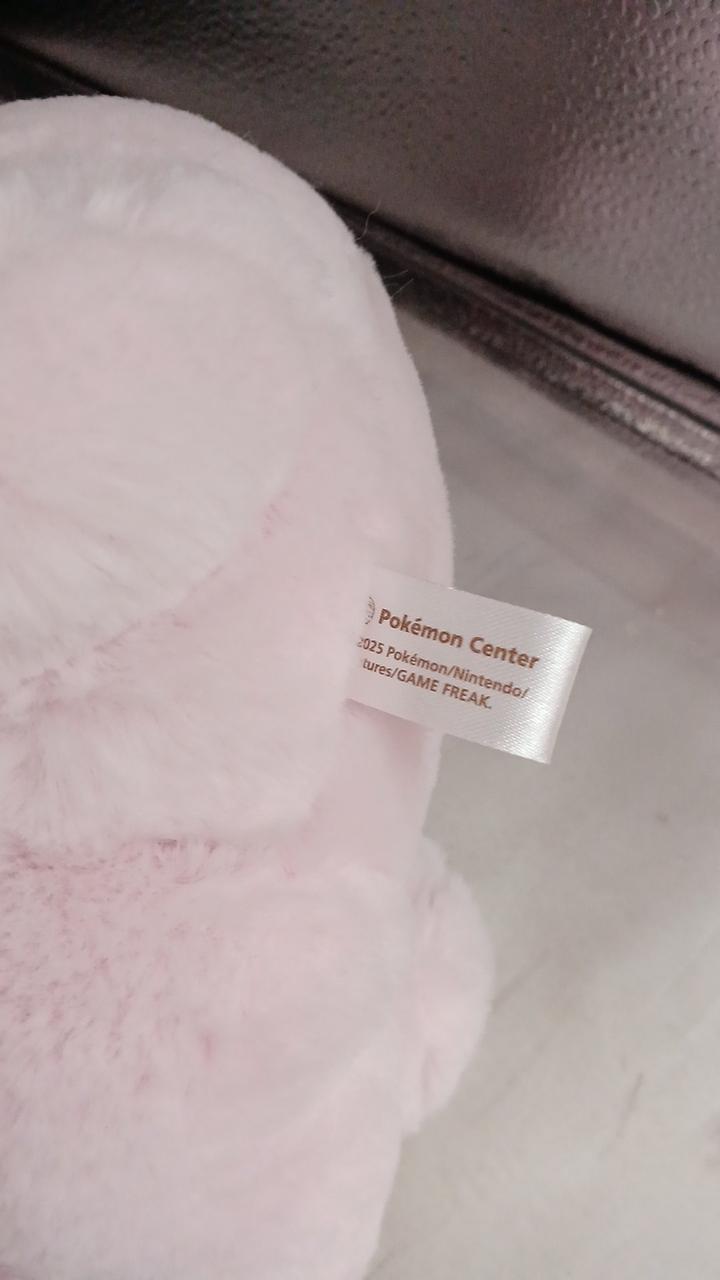 Pokémon Center
2025 Pokémon/Nintendo/
tures/GAME FREAK.